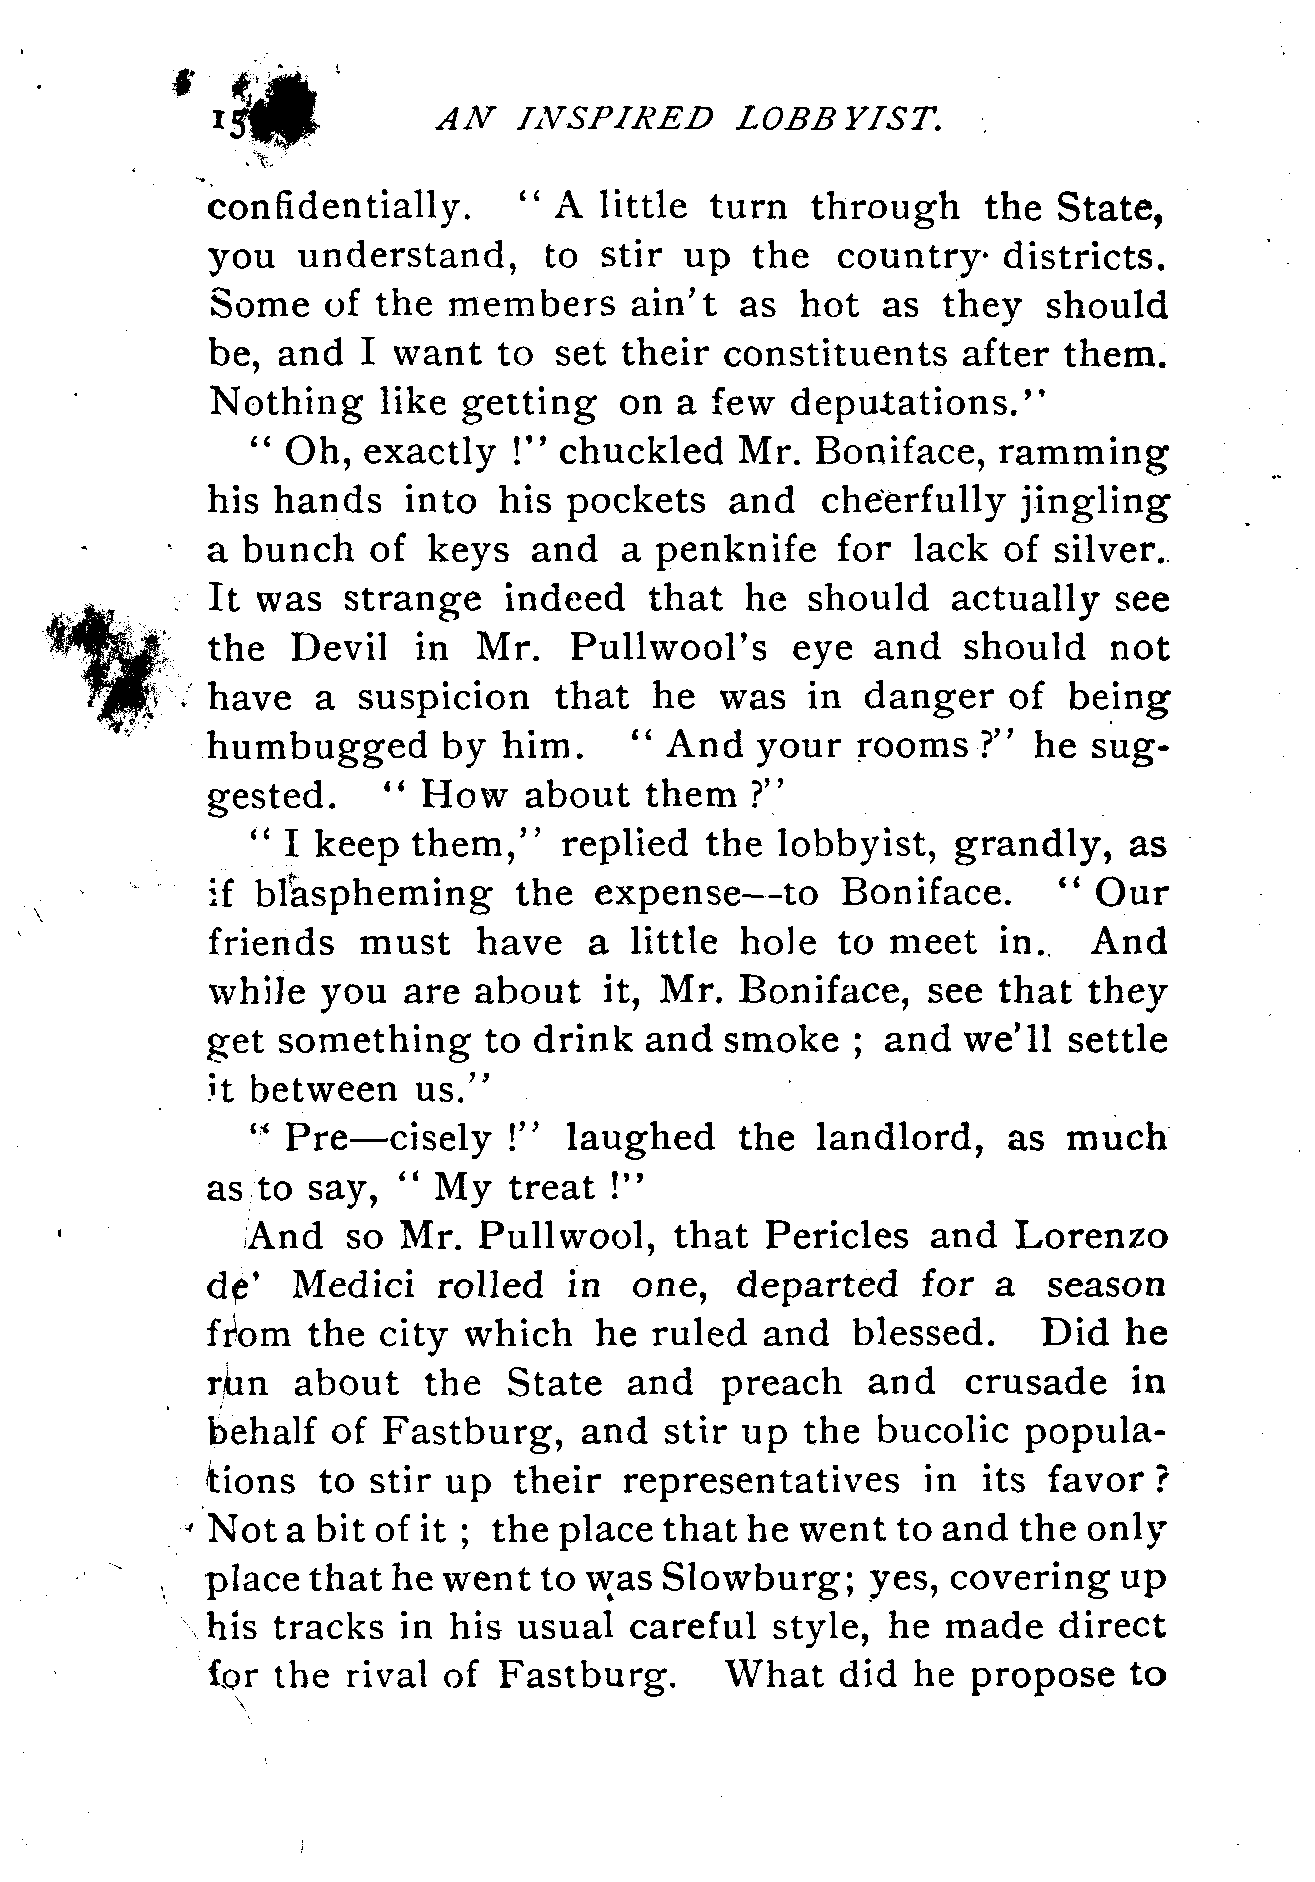 AN INSPIRED LOBBYIST.
confidentially. " A little turn through the State,
you understand, to stir up the country districts.
Some of the members ain't as hot as they should
be, and I want to set their constituents after them.
Nothing like getting on a few deputations."
" Oh, exactly !" chuckled Mr. Boniface, ramming
his hands into his pockets and cheerfully jingling
a bunch of keys and a penknife for lack of silver.
It was strange indeed that he should actually see
the Devil in Mr. Pullwool's eye and should not
have a suspicion that he was in danger of being
humbugged by him. " And your rooms ?" he sug-
gested. " How about them ?"
" I keep them," replied the lobbyist, grandly, as
if blaspheming the expense--to Boniface. " Our
friends must have a little hole to meet in. And
while you are about it, Mr. Boniface, see that they
get something to drink and smoke ; and we'll settle
it between us."
" Pre—cisely !" laughed the landlord, as much
as to say, " My treat !"
And so Mr. Pullwool, that Pericles and Lorenzo
de' Medici rolled in one, departed for a season
from the city which he ruled and blessed. Did he
run about the State and preach and crusade in
behalf of Fastburg, and stir up the bucolic popula-
tions to stir up their representatives in its favor ?
Not a bit of it ; the place that he went to and the only
place that he went to was Slowburg; yes, covering up
his tracks in his usual careful style, he made direct
for the rival of Fastburg. What did he propose to